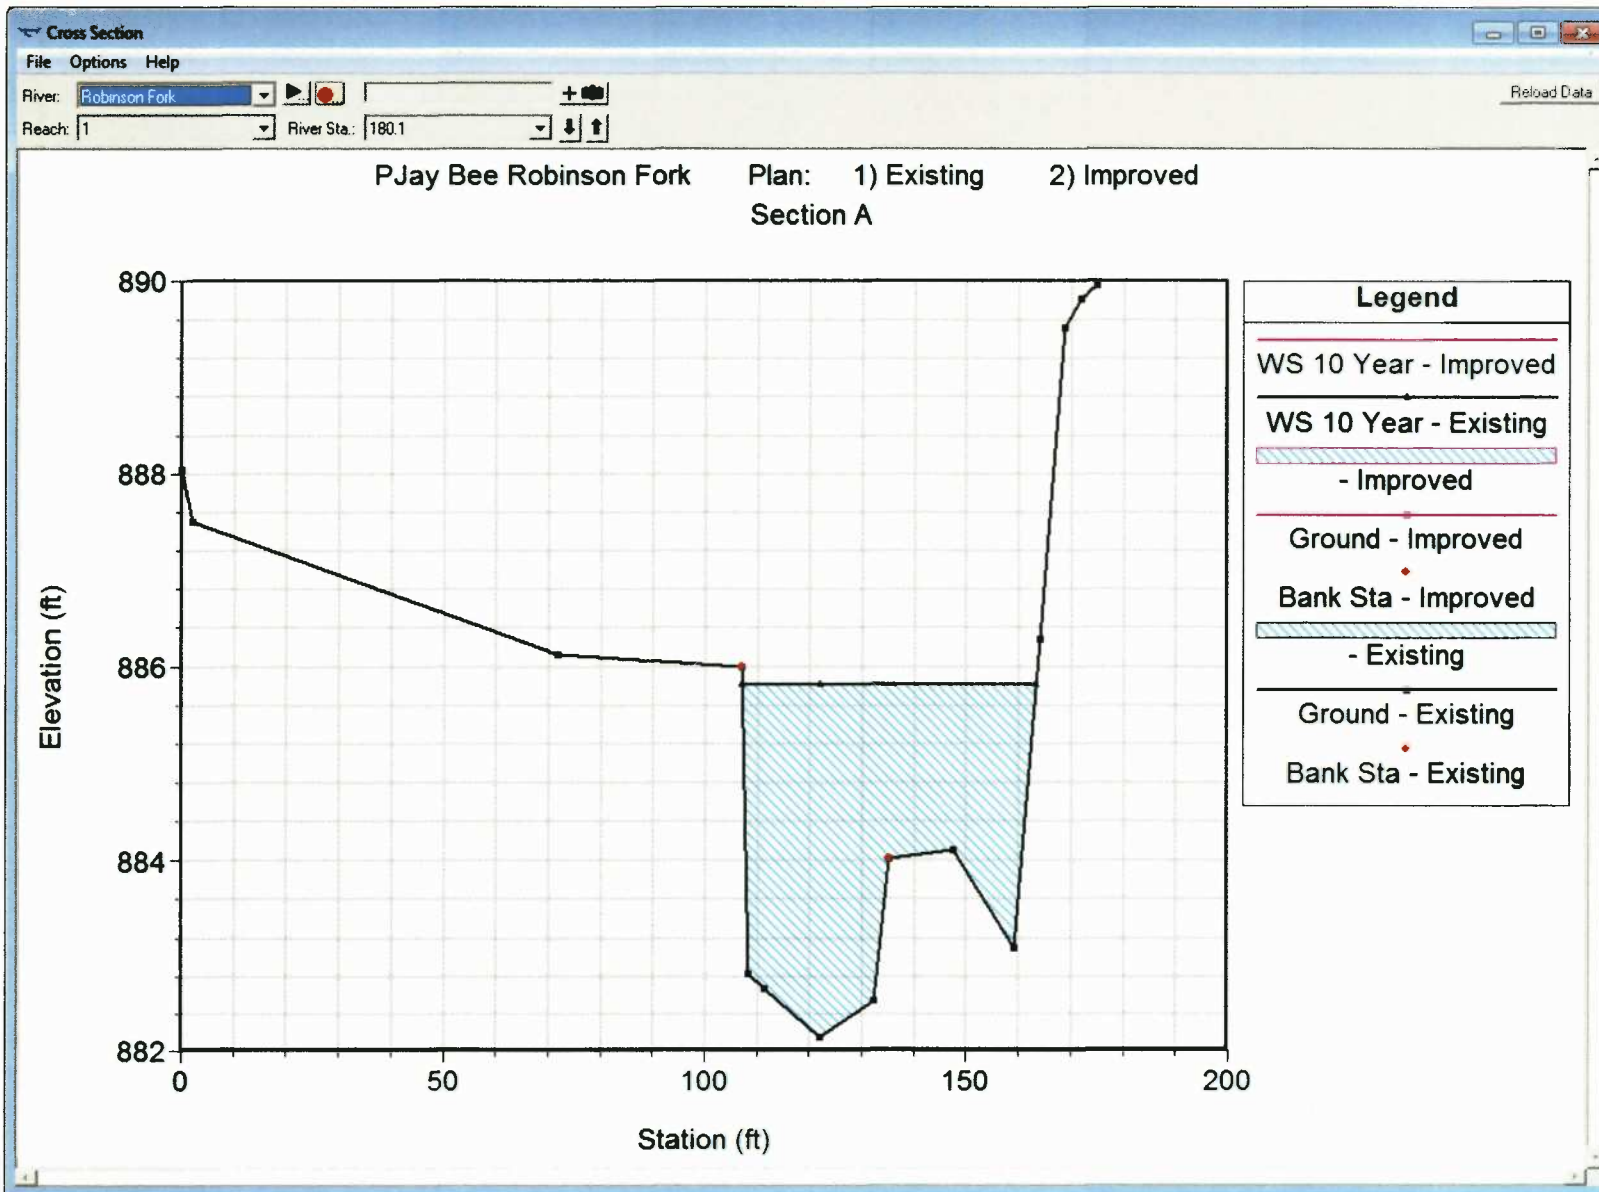 Cross Section
File Options Help
River: Robinson Fork
Reload Data
Reach: 1 River Sta.: 180.1
PJay Bee Robinson Fork Plan: 1) Existing 2) Improved
Section A
890
888
886
884
882
Elevation (ft)
0 50 100 150 200
Station (ft)
Legend
WS 10 Year - Improved
WS 10 Year - Existing
- Improved
Ground - Improved
Bank Sta - Improved
- Existing
Ground - Existing
Bank Sta - Existing